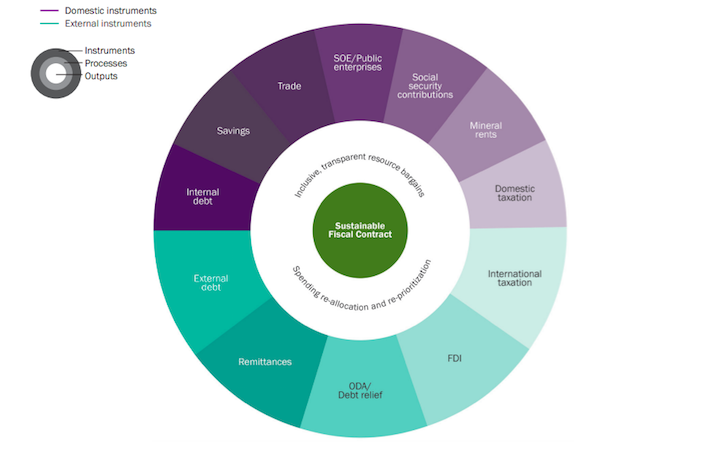 Domestic instruments
External instruments
Instruments
Processes
Outputs
SOE/Public
enterprises
Social
security
contributions
Mineral
rents
Domestic
taxation
International
taxation
FDI
ODA/
Debt relief
Remittances
External
debt
Internal
debt
Savings
Trade
Inclusive, transparent resource bargains
Sustainable
Fiscal Contract
Spending re-allocation and re-prioritization